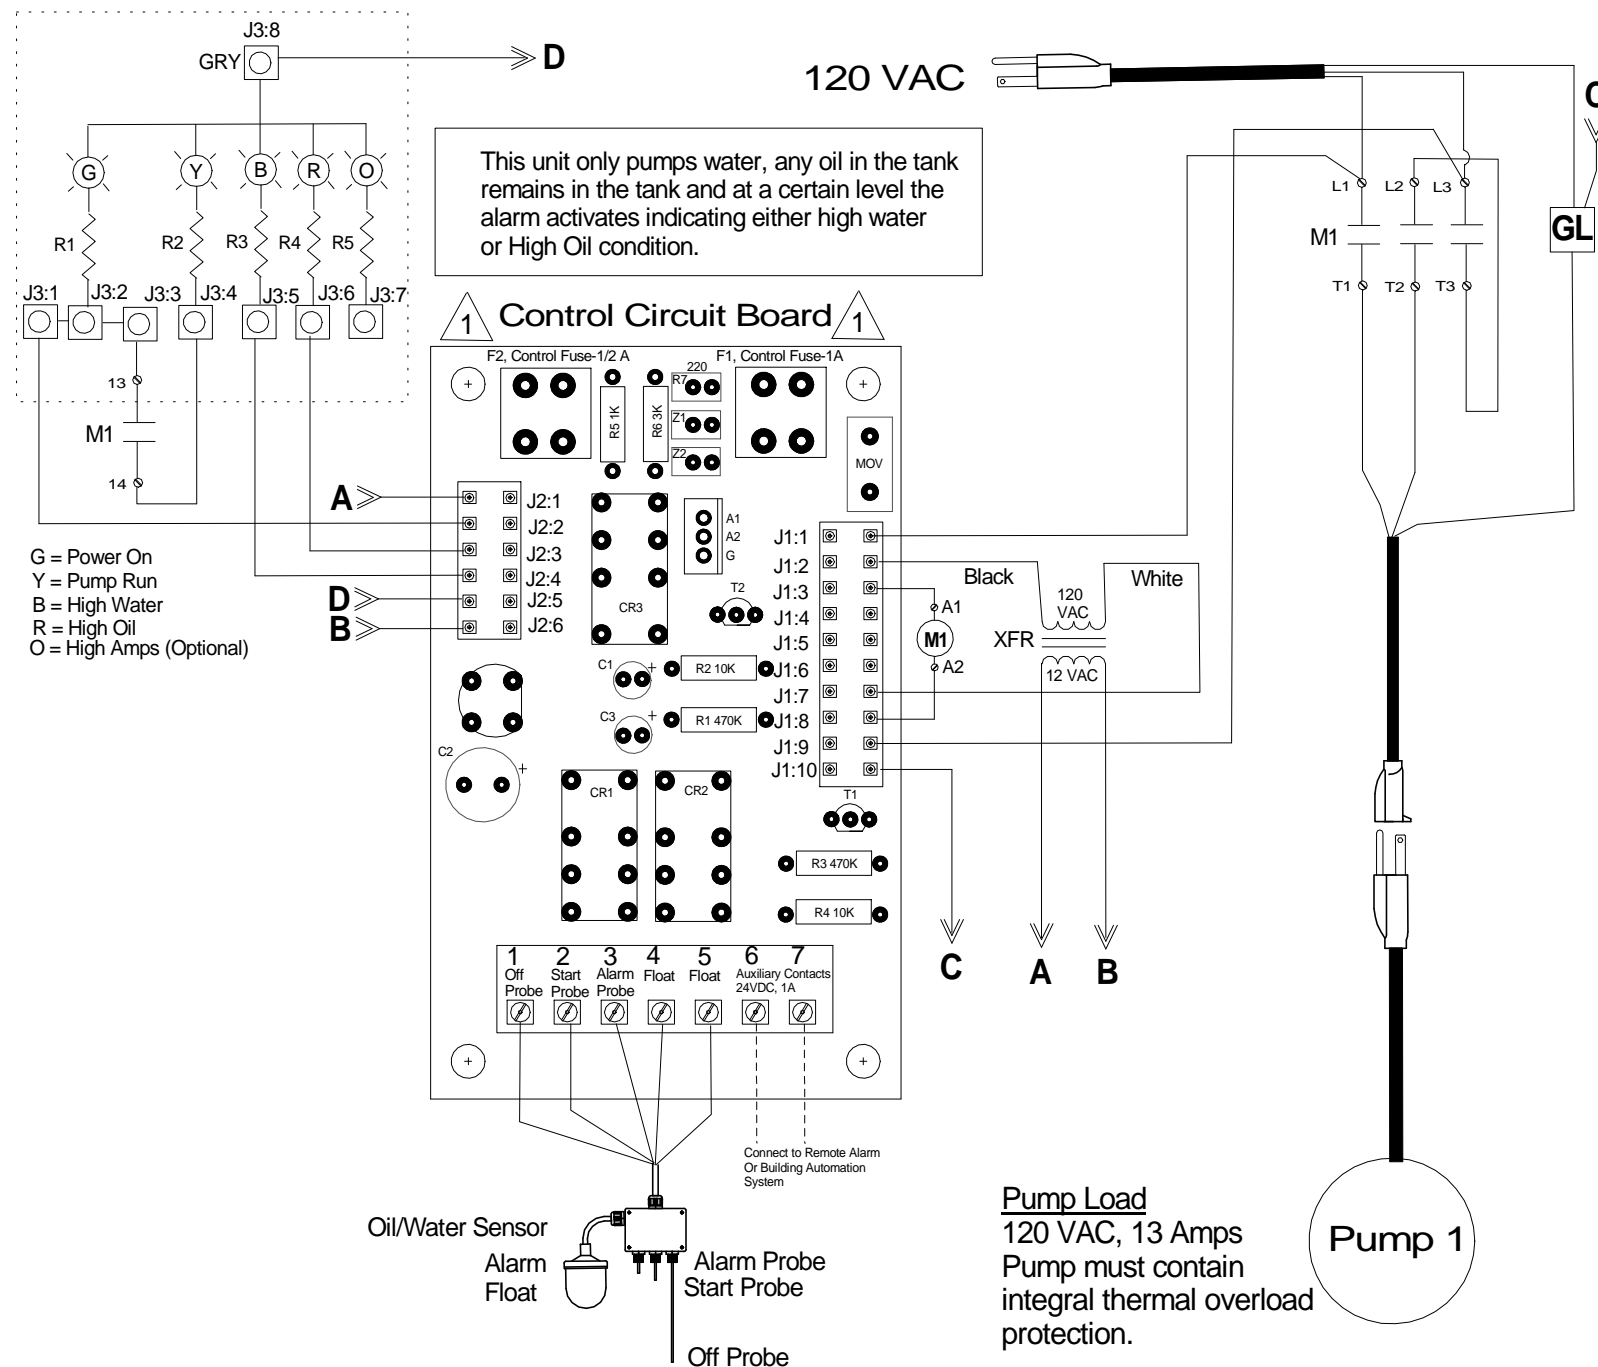 J3:8
GRY
D
120 VAC
C
This unit only pumps water, any oil in the tank
remains in the tank and at a certain level the
alarm activates indicating either high water
or High Oil condition.
G
Y
B
R
O
R1
R2
R3
R4
R5
J3:1
J3:2
J3:3
J3:4
J3:5
J3:6
J3:7
13
M1
14
L1
L2
L3
M1
GL
T1
T2
T3
1
Control Circuit Board
1
F2, Control Fuse-1/2 A
F1, Control Fuse-1A
R5 1K
R6 3K
220
R7
Z1
Z2
MOV
A
J2:1
J2:2
J2:3
J2:4
D
J2:5
B
J2:6
G = Power On
Y = Pump Run
B = High Water
R = High Oil
O = High Amps (Optional)
CR3
A1
A2
G
T2
C1
+
R2 10K
C3
+
R1 470K
C2
+
J1:1
J1:2
J1:3
J1:4
J1:5
J1:6
J1:7
J1:8
J1:9
J1:10
Black
White
A1
M1
A2
120
VAC
XFR
12 VAC
CR1
CR2
T1
R3 470K
R4 10K
C
A
B
1
Off
Probe
2
Start
Probe
3
Alarm
Probe
4
Float
5
Float
6
7
Auxiliary Contacts
24VDC, 1A
Connect to Remote Alarm
Or Building Automation
System
Oil/Water Sensor
Alarm
Float
Alarm Probe
Start Probe
Off Probe
Pump Load
120 VAC, 13 Amps
Pump must contain
integral thermal overload
protection.
Pump 1